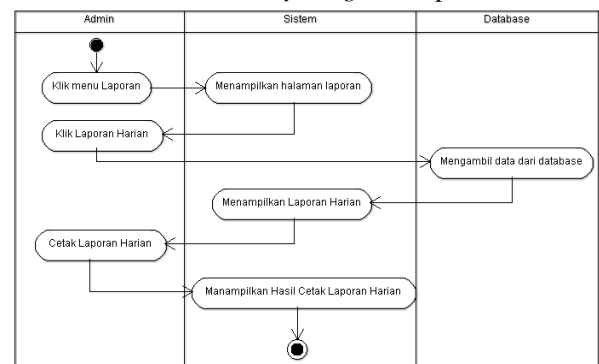 Admin
Sistem
Database
Klik menu Laporan
Menampilkan halaman laporan
Klik Laporan Harian
Mengambil data dari database
Menampilkan Laporan Harian
Cetak Laporan Harian
Manampilkan Hasil Cetak Laporan Harian